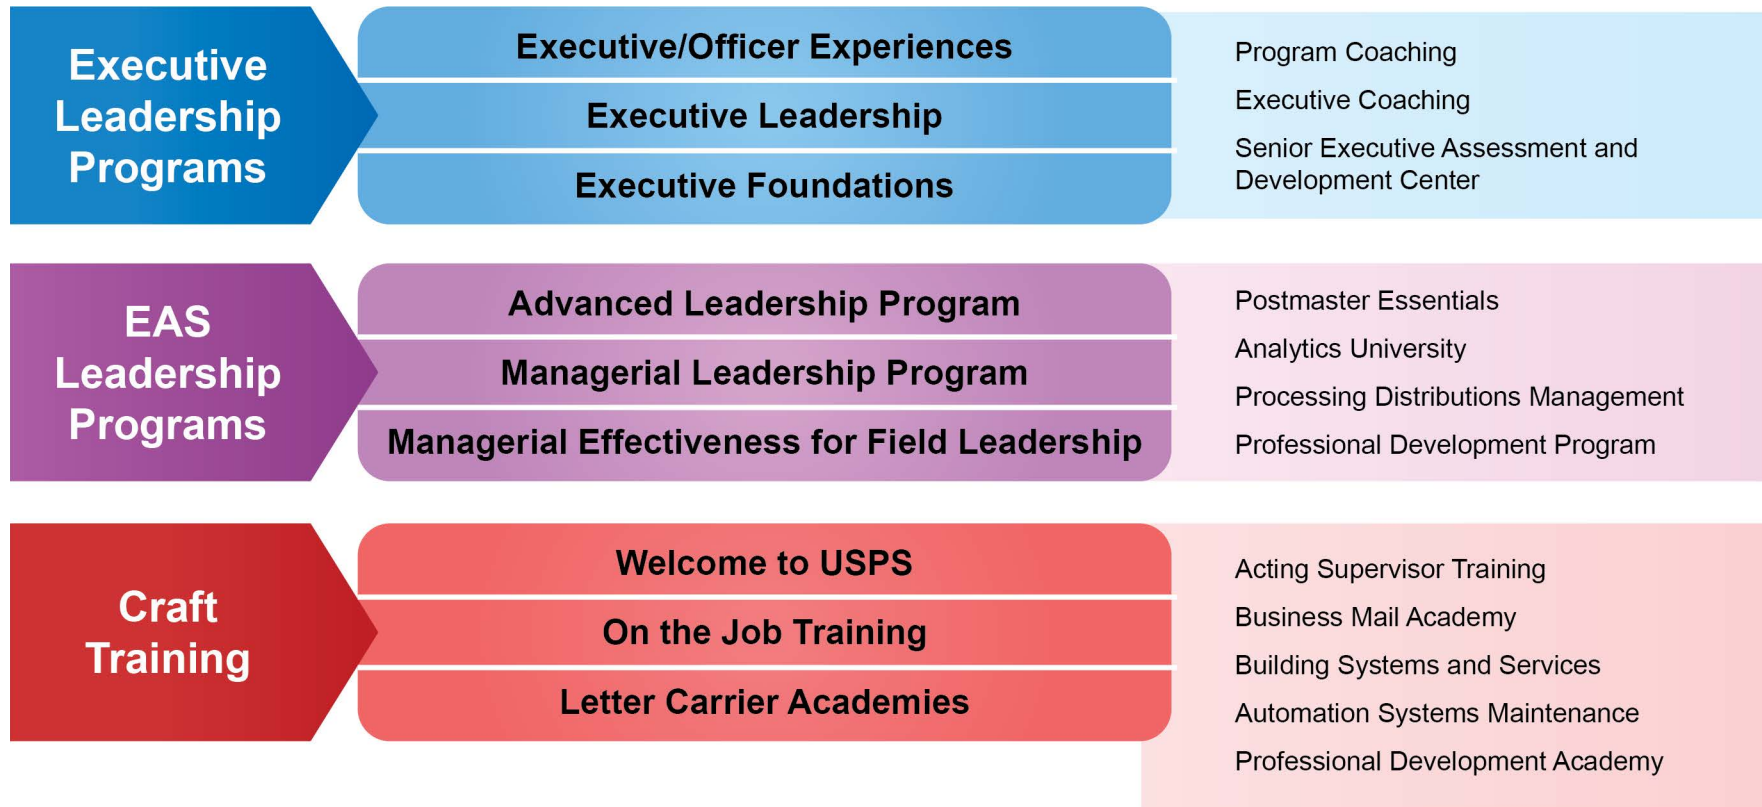 Executive
Leadership
Programs
Executive/Officer Experiences
Executive Leadership
Executive Foundations
Program Coaching
Executive Coaching
Senior Executive Assessment and
Development Center
EAS
Leadership
Programs
Advanced Leadership Program
Managerial Leadership Program
Managerial Effectiveness for Field Leadership
Postmaster Essentials
Analytics University
Processing Distributions Management
Professional Development Program
Craft
Training
Welcome to USPS
On the Job Training
Letter Carrier Academies
Acting Supervisor Training
Business Mail Academy
Building Systems and Services
Automation Systems Maintenance
Professional Development Academy